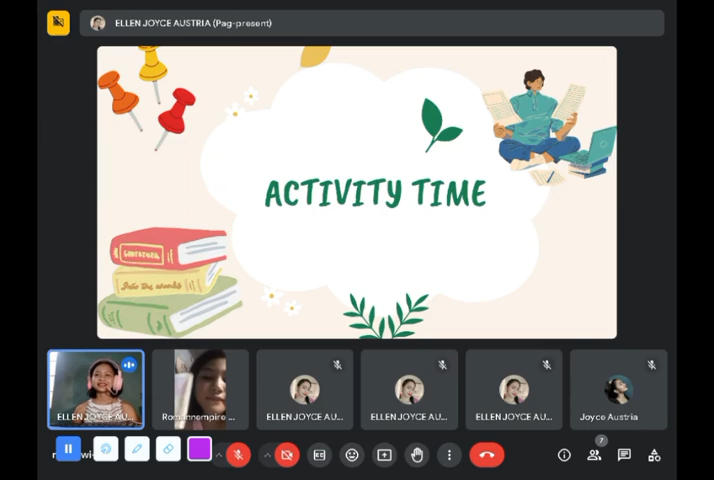 ELLEN JOYCE AUSTRIA (Pag-present)
ACTIVITY TIME
LITERATURE
Into the words
ELLEN JOYCE AU...
ELLEN JOYCE AU...
ELLEN JOYCE AU...
ELLEN JOYCE AU...
Joyce Austria
7